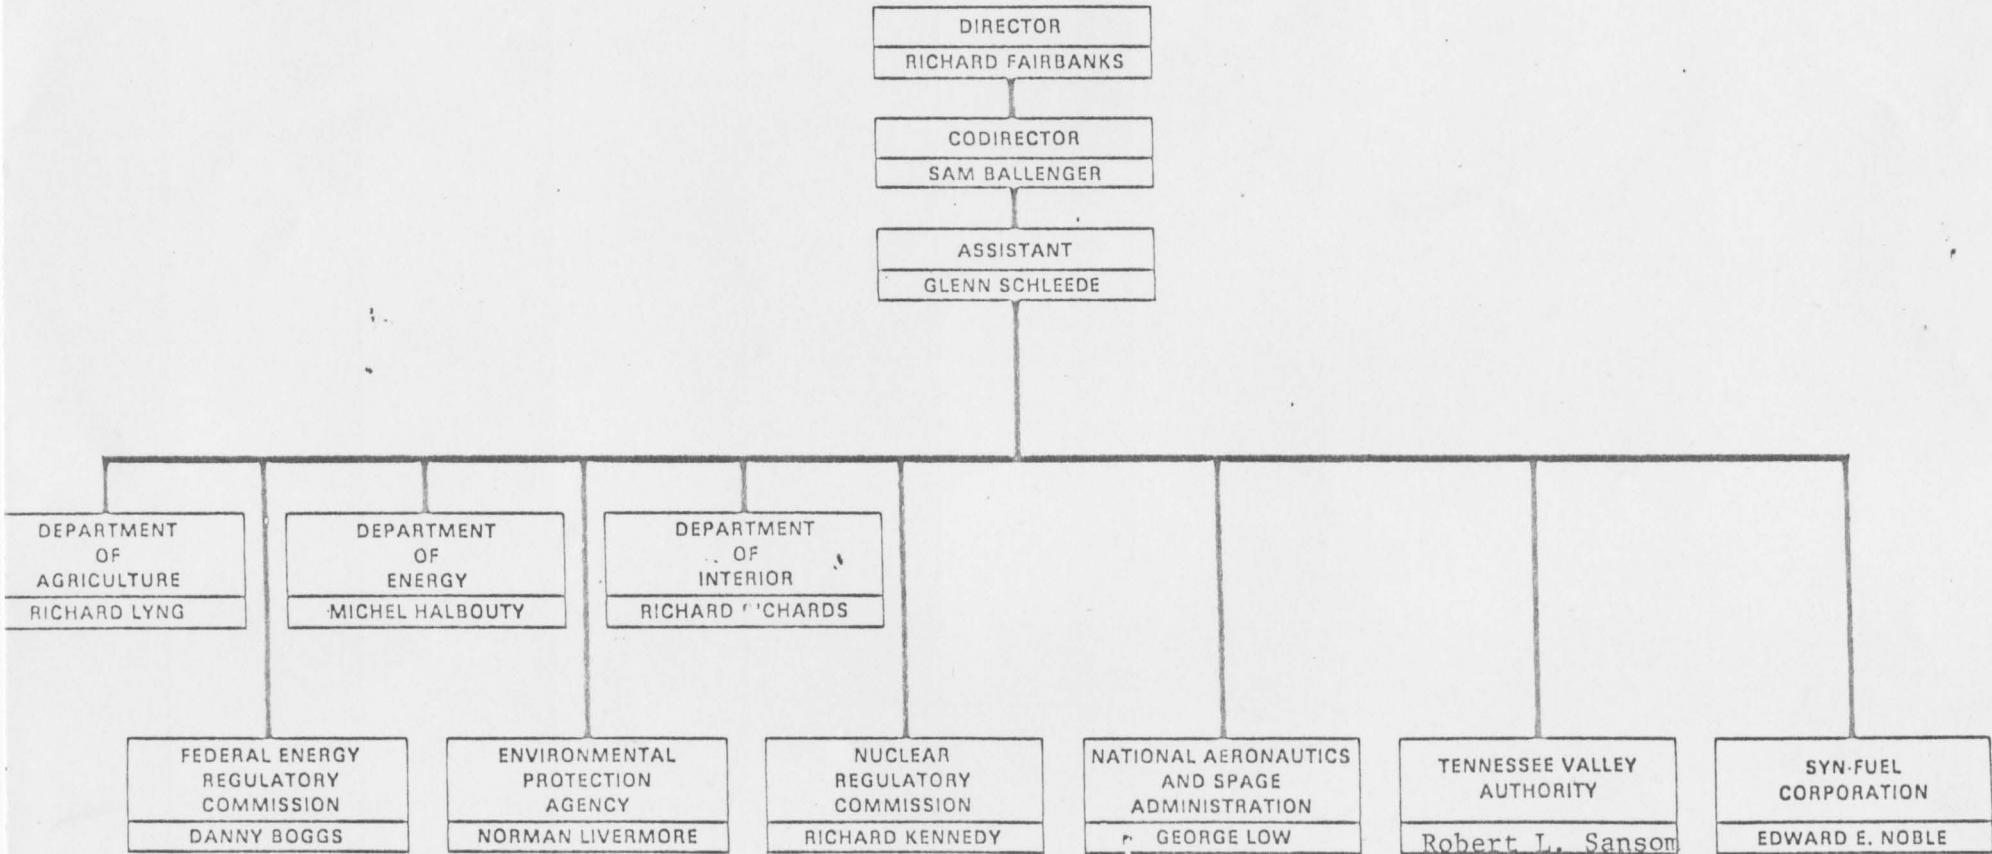 DIRECTOR
RICHARD FAIRBANKS
CODIRECTOR
SAM BALLENGER
ASSISTANT
GLENN SCHLEEDE
DEPARTMENT
OF
AGRICULTURE
RICHARD LYNG
DEPARTMENT
OF
ENERGY
MICHEL HALBOUTY
DEPARTMENT
OF
INTERIOR
RICHARD
FEDERAL ENERGY
REGULATORY
COMMISSION
DANNY BOGGS
ENVIRONMENTAL
PROTECTION
AGENCY
NORMAN LIVERMORE
NUCLEAR
REGULATORY
COMMISSION
RICHARD KENNEDY
NATIONAL AERONAUTICS
AND SPAGE
ADMINISTRATION
GEORGE LOW
TENNESSEE VALLEY
AUTHORITY
Robert L. Sansom
SYN-FUEL
CORPORATION
EDWARD E. NOBLE